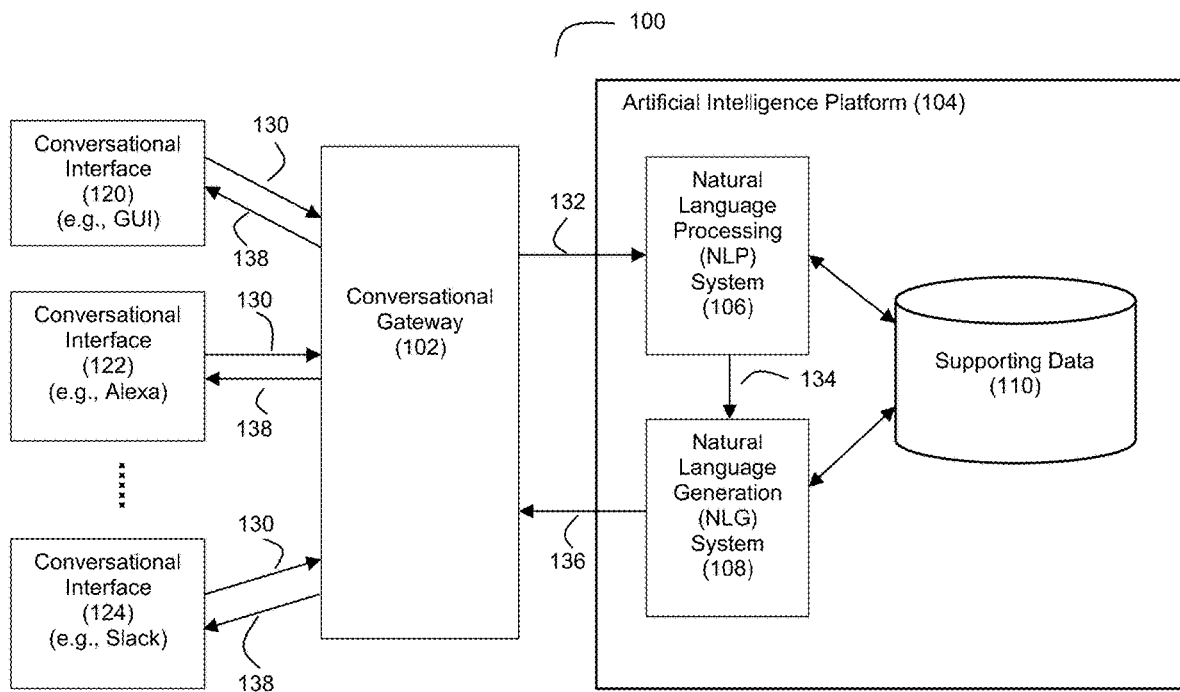 100
Artificial Intelligence Platform (104)
Conversational
Interface
(120)
(e.g., GUI)
130
138
Conversational
Interface
(122)
(e.g., Alexa)
130
138
Conversational
Interface
(124)
(e.g., Slack)
130
138
Conversational
Gateway
(102)
132
Natural
Language
Processing
(NLP)
System
(106)
134
Natural
Language
Generation
(NLG)
System
(108)
136
Supporting Data
(110)